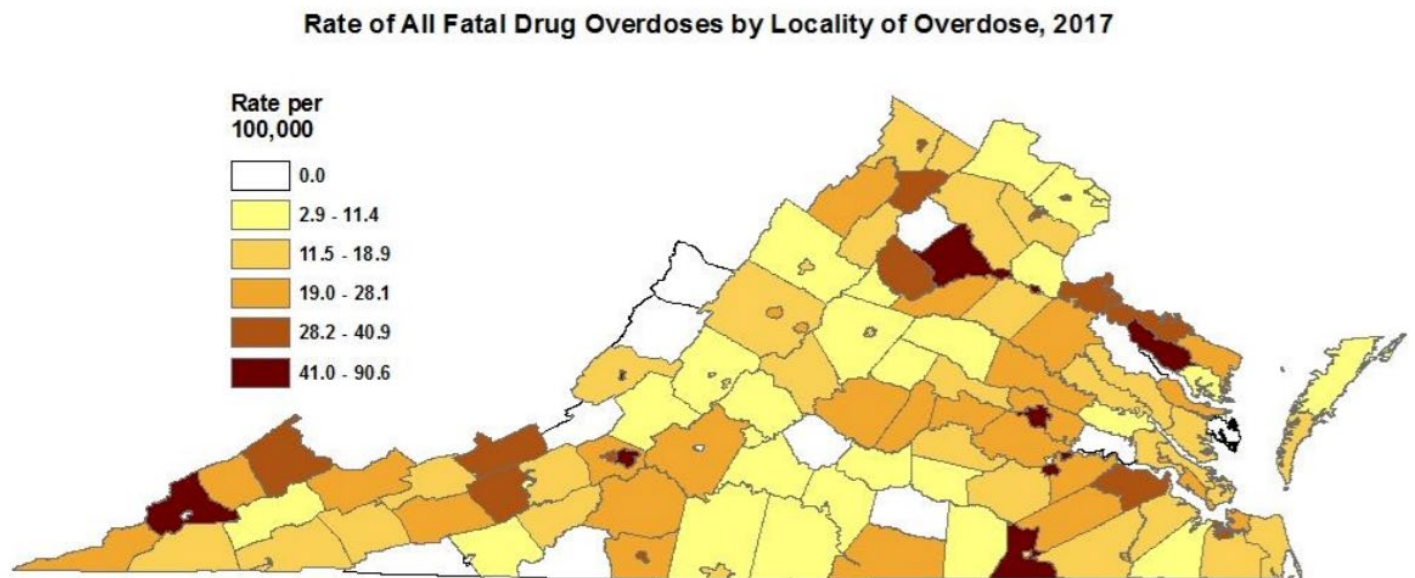 Rate of All Fatal Drug Overdoses by Locality of Overdose, 2017
Rate per
100,000
0.0
2.9 - 11.4
11.5 - 18.9
19.0 - 28.1
28.2 - 40.9
41.0 - 90.6